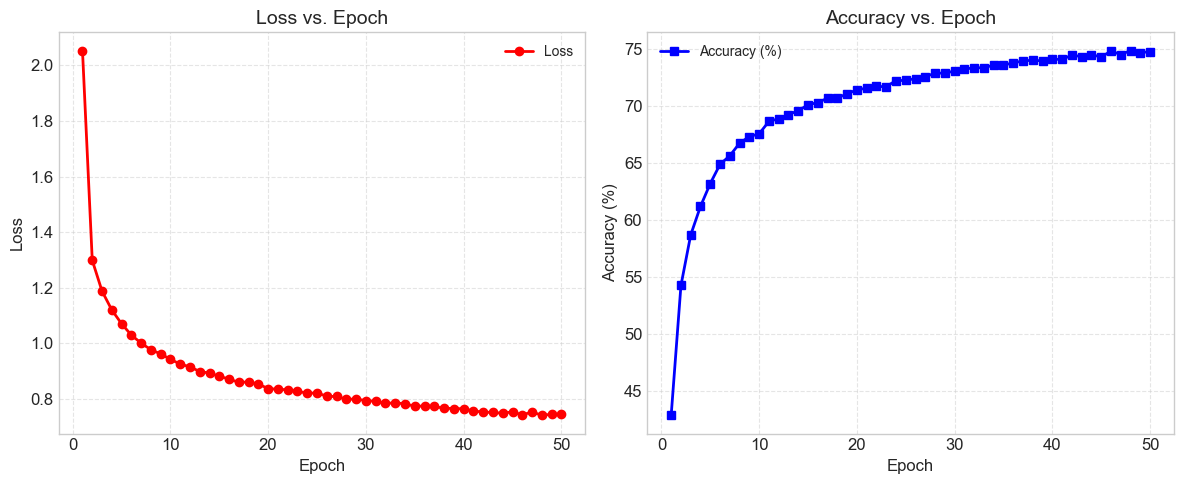 Loss vs. Epoch
Loss
Loss
2.0
1.8
1.6
1.4
1.2
1.0
0.8
0 10 20 30 40 50
Epoch
Accuracy vs. Epoch
Accuracy (%)
Accuracy (%)
75
70
65
60
55
50
45
0 10 20 30 40 50
Epoch